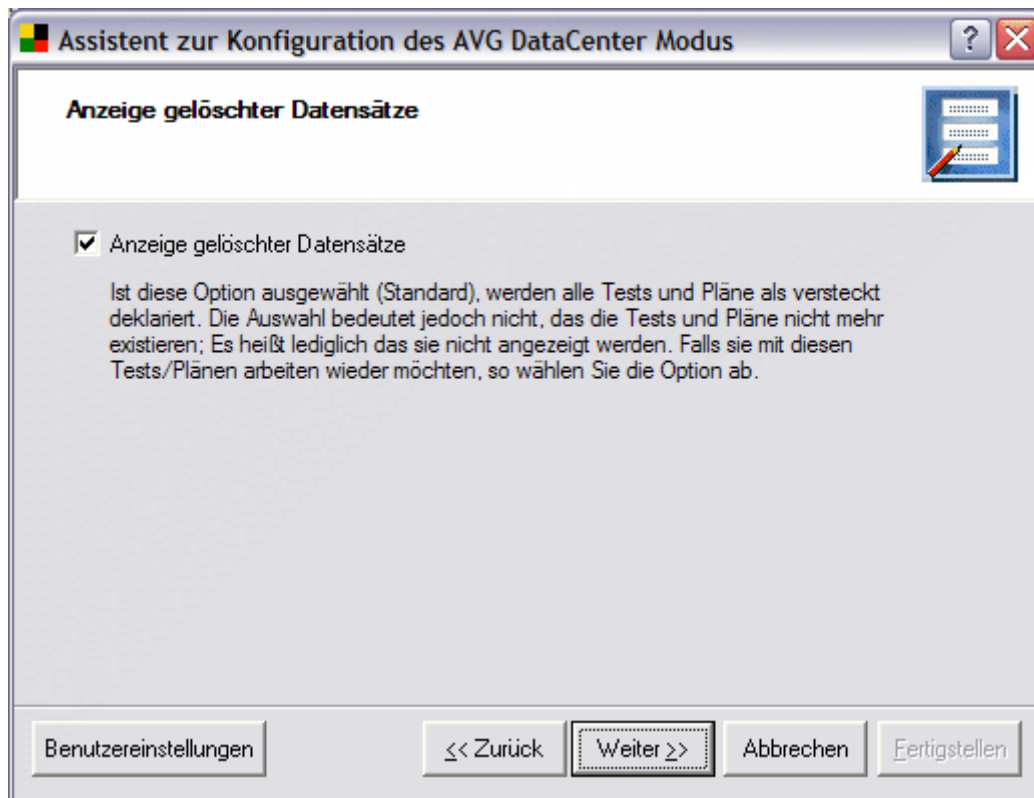 Assistent zur Konfiguration des AVG DataCenter Modus
Anzeige gelöschter Datensätze
Anzeige gelöschter Datensätze
Ist diese Option ausgewählt (Standard), werden alle Tests und Pläne als versteckt
deklariert. Die Auswahl bedeutet jedoch nicht, das die Tests und Pläne nicht mehr
existieren; Es heißt lediglich das sie nicht angezeigt werden. Falls sie mit diesen
Tests/Plänen arbeiten wieder möchten, so wählen Sie die Option ab.
Benutzereinstellungen
<< Zurück
Weiter >>
Abbrechen
Fertigstellen